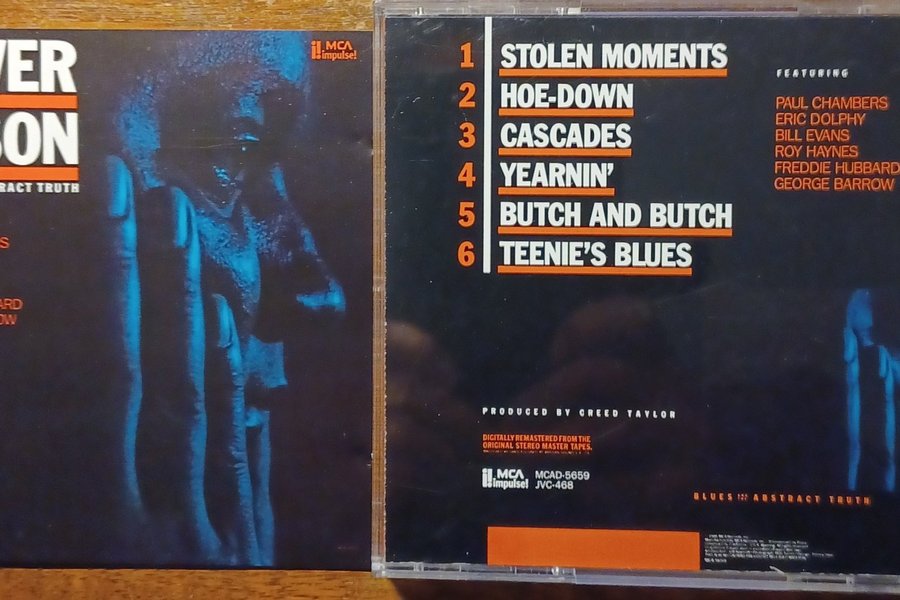 VER
SON
RACT TRUTH
S
ARD
OW
MCA
impulse!
1 STOLEN MOMENTS
2 HOE-DOWN
3 CASCADES
4 YEARNIN'
5 BUTCH AND BUTCH
6 TEENIE'S BLUES
FEATURING
PAUL CHAMBERS
ERIC DOLPHY
BILL EVANS
ROY HAYNES
FREDDIE HUBBARD
GEORGE BARROW
PRODUCED BY CREED TAYLOR
DIGITALLY REMASTERED FROM THE
ORIGINAL STEREO MASTER TAPES.
MCA
impulse!
MCAD-5659
JVC-468
BLUES AND THE ABSTRACT TRUTH